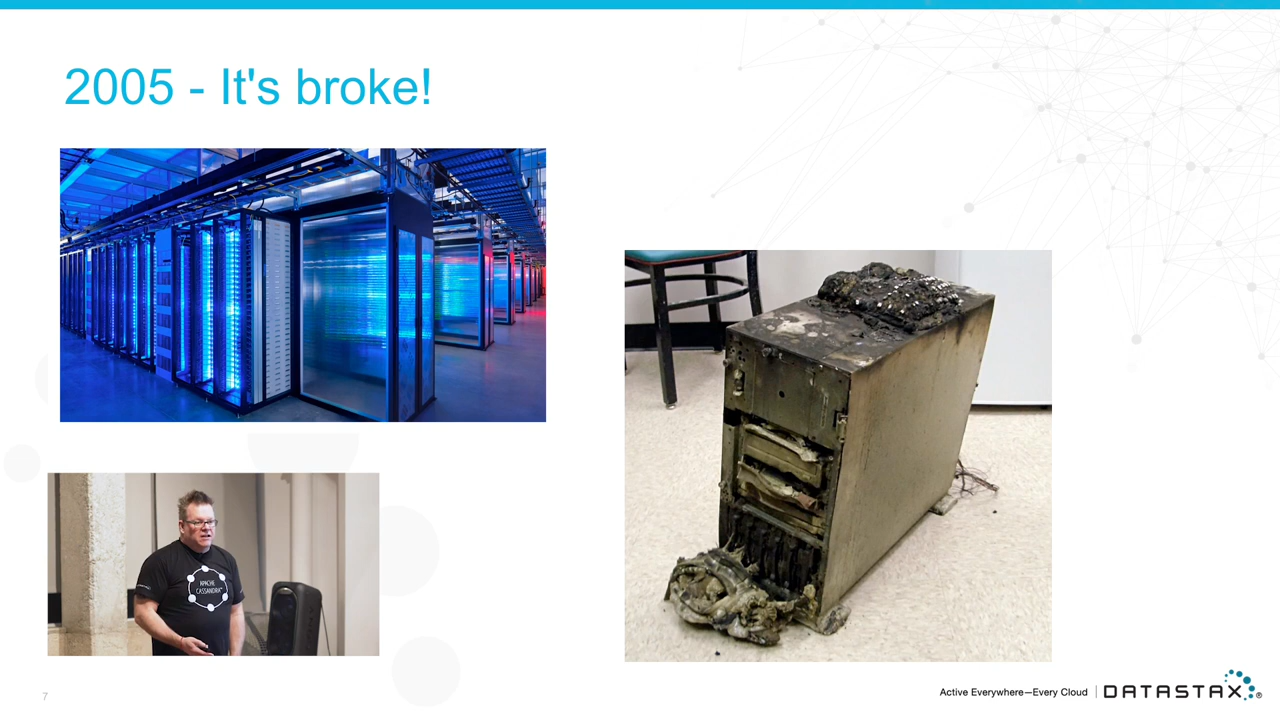 2005 - It's broke!
APACHE
CASSANDRA
7
Active Everywhere—Every Cloud
DATASTAX®